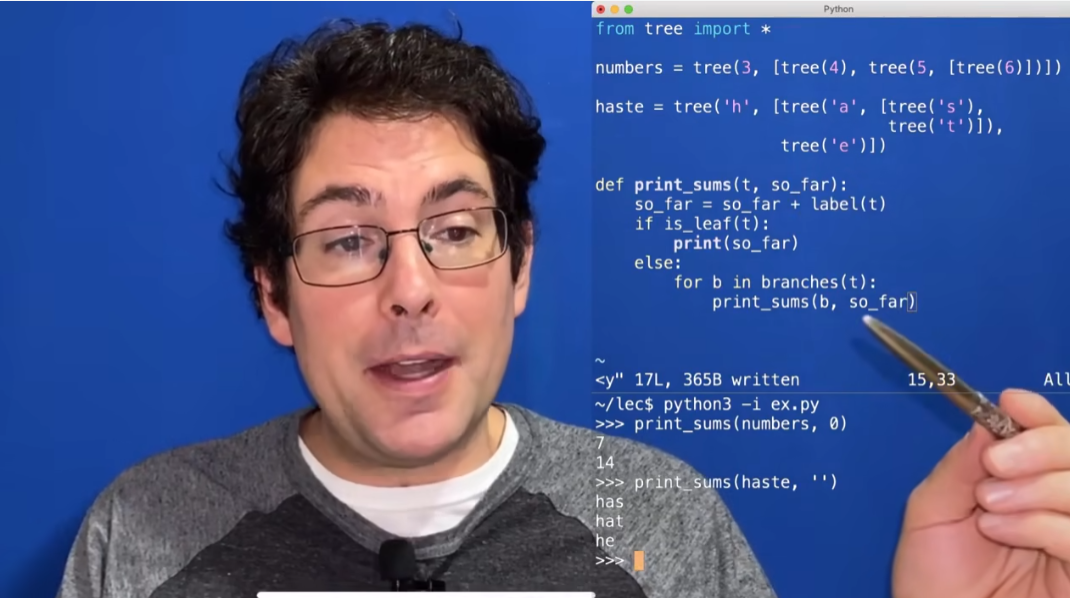 Python
from tree import *
numbers = tree(3, [tree(4), tree(5, [tree(6)])])
haste = tree('h', [tree('a', [tree('s'),
                              tree('t')]),
                   tree('e')])
def print_sums(t, so_far):
    so_far = so_far + label(t)
    if is_leaf(t):
        print(so_far)
    else:
        for b in branches(t):
            print_sums(b, so_far)
~
<y" 17L, 365B written 15,33 All
~/lec$ python3 -i ex.py
>>> print_sums(numbers, 0)
7
14
>>> print_sums(haste, '')
has
hat
he
>>>